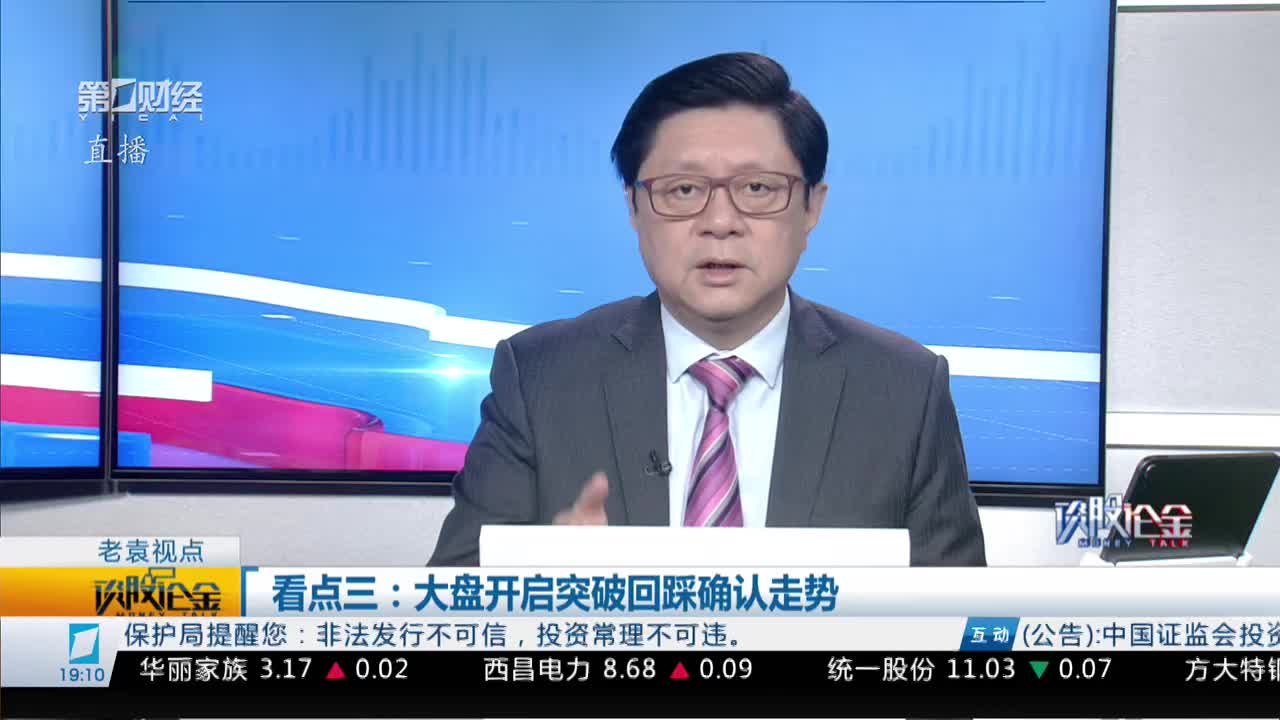 第一财经
YICAI
直播
谈股论金
MONEY TALK
老袁视点
谈股论金
MONEY TALK
看点三：大盘开启突破回踩确认走势
保护局提醒您：非法发行不可信，投资常理不可违。
互动
(公告):中国证监会投资
19:10
华丽家族 3.17 ▲ 0.02 西昌电力 8.68 ▲ 0.09 统一股份 11.03 ▼ 0.07 方大特钢